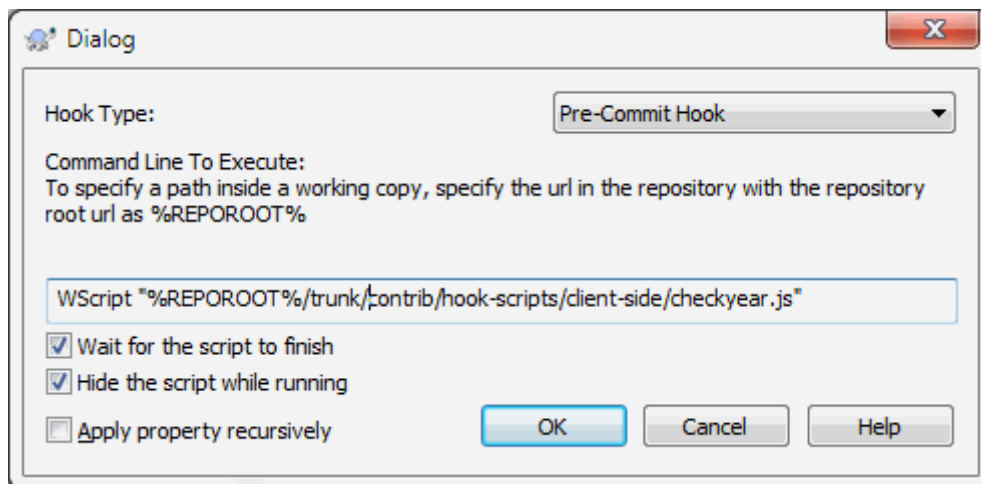 Dialog
Hook Type:
Pre-Commit Hook
Command Line To Execute:
To specify a path inside a working copy, specify the url in the repository with the repository
root url as %REPOROOT%
WScript "%REPOROOT%/trunk/contrib/hook-scripts/client-side/checkyear.js"
Wait for the script to finish
Hide the script while running
Apply property recursively
OK
Cancel
Help